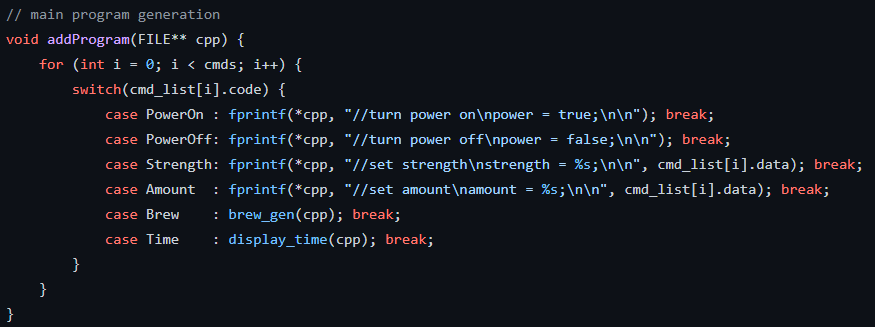 // main program generation
void addProgram(FILE** cpp) {
    for (int i = 0; i < cmds; i++) {
        switch(cmd_list[i].code) {
            case PowerOn : fprintf(*cpp, "//turn power on\npower = true;\n\n"); break;
            case PowerOff: fprintf(*cpp, "//turn power off\npower = false;\n\n"); break;
            case Strength: fprintf(*cpp, "//set strength\nstrength = %s;\n\n", cmd_list[i].data); break;
            case Amount  : fprintf(*cpp, "//set amount\namount = %s;\n\n", cmd_list[i].data); break;
            case Brew    : brew_gen(cpp); break;
            case Time    : display_time(cpp); break;
        }
    }
}